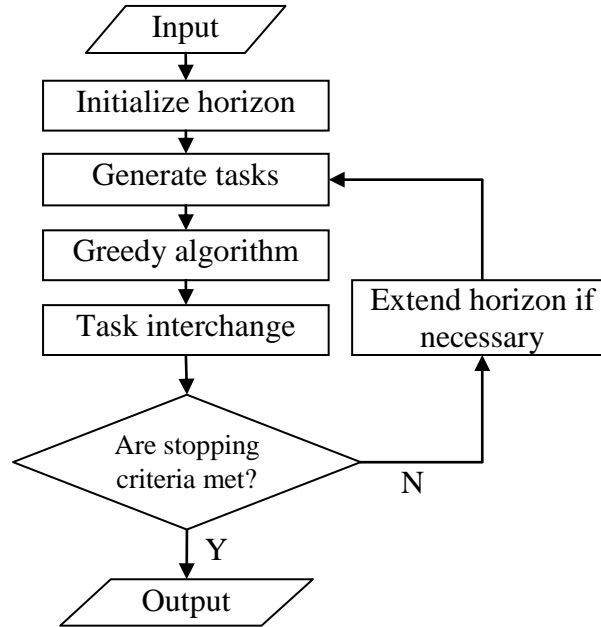 Input
Initialize horizon
Generate tasks
Greedy algorithm
Task interchange
Extend horizon if
necessary
Are stopping
criteria met?
N
Y
Output